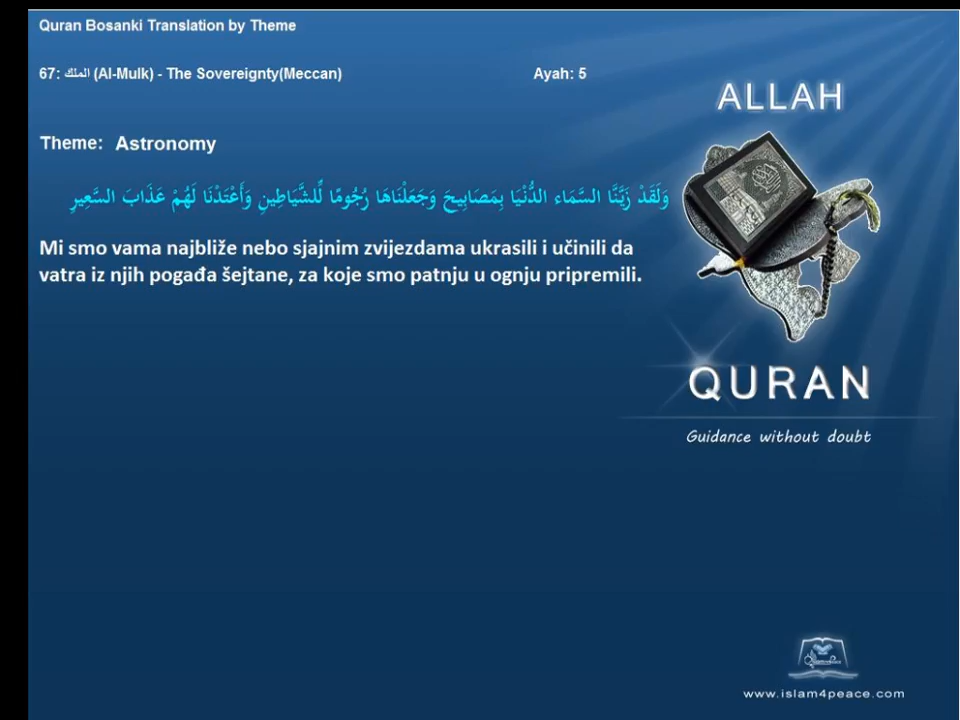 Quran Bosanki Translation by Theme
67: الملك (Al-Mulk) - The Sovereignty(Meccan) Ayah: 5
ALLAH
Theme: Astronomy
وَلَقَدْ زَيَّنَّا السَّمَاء الدُّنْيَا بِمَصَابِيحَ وَجَعَلْنَاهَا رُجُومًا لِّلشَّيَاطِينِ وَأَعْتَدْنَا لَهُمْ عَذَابَ السَّعِيرِ
Mi smo vama najbliže nebo sjajnim zvijezdama ukrasili i učinili da
vatra iz njih pogađa šejtane, za koje smo patnju u ognju pripremili.
QURAN
Guidance without doubt
www.islam4peace.com